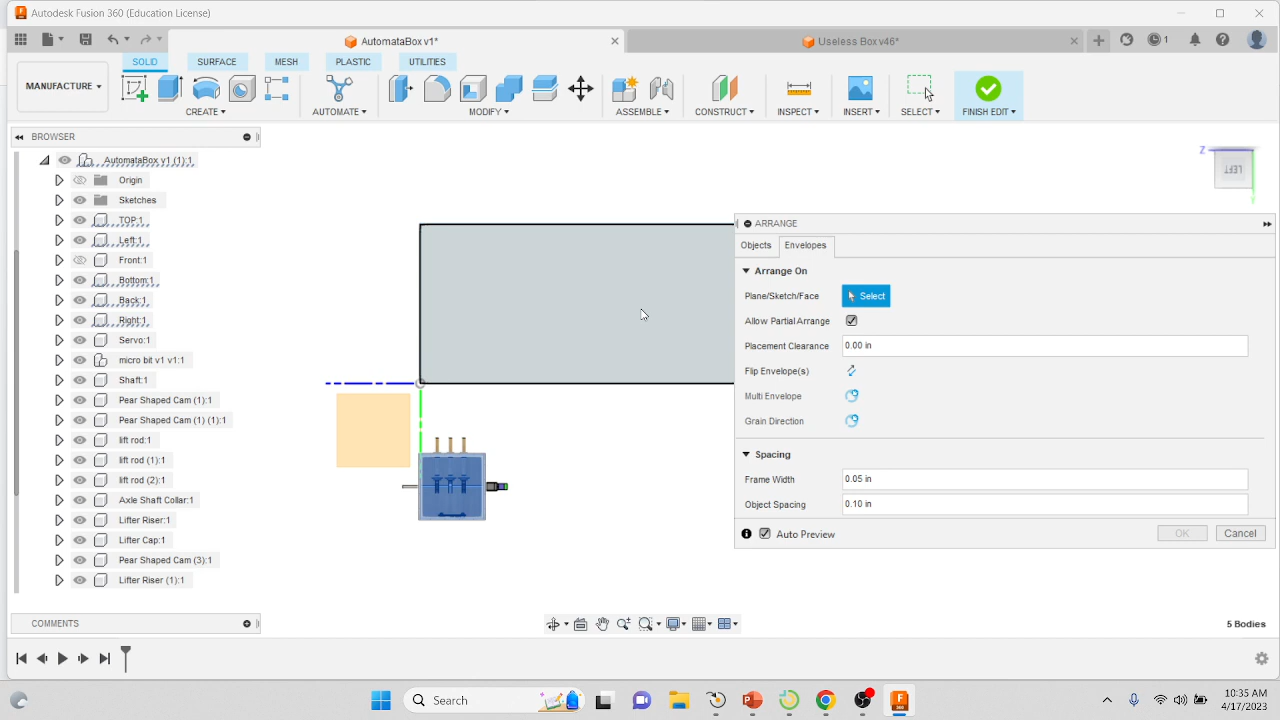 Autodesk Fusion 360 (Education License)
AutomataBox v1*
Useless Box v46*
1
SOLID
SURFACE
MESH
PLASTIC
UTILITIES
MANUFACTURE
CREATE
AUTOMATE
MODIFY
ASSEMBLE
CONSTRUCT
INSPECT
INSERT
SELECT
FINISH EDIT
BROWSER
AutomataBox v1 (1):1
Origin
Sketches
TOP:1
Left:1
Front:1
Bottom:1
Back:1
Right:1
Servo:1
micro bit v1 v1:1
Shaft:1
Pear Shaped Cam (1):1
Pear Shaped Cam (1) (1):1
lift rod:1
lift rod (1):1
lift rod (2):1
Axle Shaft Collar:1
Lifter Riser:1
Lifter Cap:1
Pear Shaped Cam (3):1
Lifter Riser (1):1
Z
LEFT
Y
ARRANGE
Objects
Envelopes
Arrange On
Plane/Sketch/Face
Select
Allow Partial Arrange
Placement Clearance
0.00 in
Flip Envelope(s)
Multi Envelope
Grain Direction
Spacing
Frame Width
0.05 in
Object Spacing
0.10 in
Auto Preview
OK
Cancel
COMMENTS
5 Bodies
Search
10:35 AM
4/17/2023